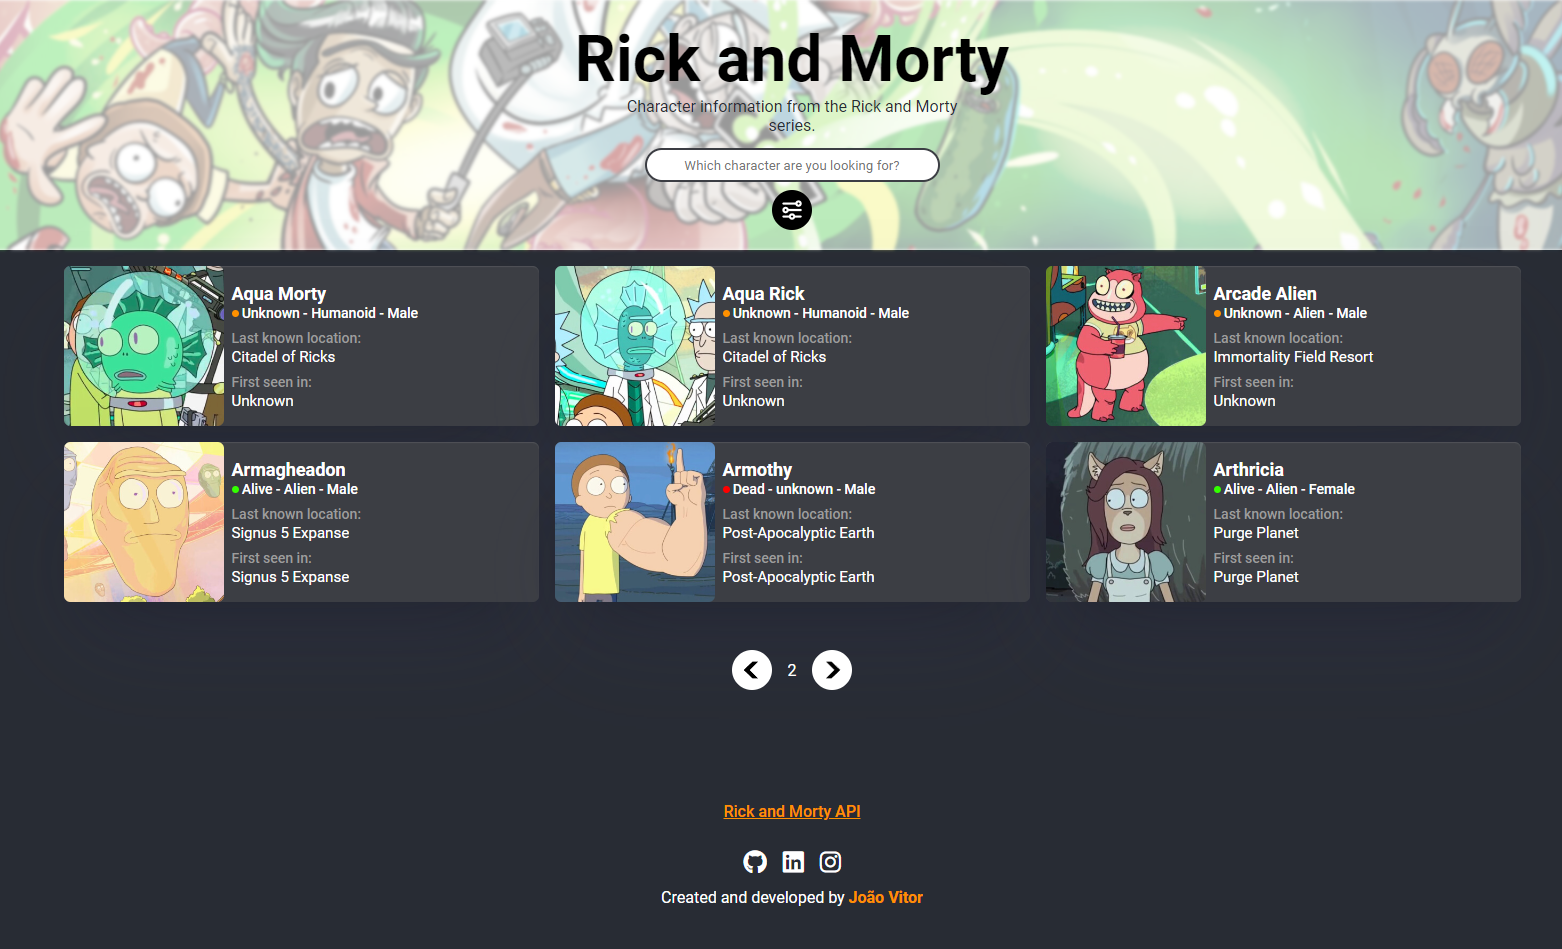 Rick and Morty
Character information from the Rick and Morty
series.
Which character are you looking for?
Aqua Morty
Unknown - Humanoid - Male
Last known location:
Citadel of Ricks
First seen in:
Unknown
Aqua Rick
Unknown - Humanoid - Male
Last known location:
Citadel of Ricks
First seen in:
Unknown
Arcade Alien
Unknown - Alien - Male
Last known location:
Immortality Field Resort
First seen in:
Unknown
Armagheadon
Alive - Alien - Male
Last known location:
Signus 5 Expanse
First seen in:
Signus 5 Expanse
Armothy
Dead - unknown - Male
Last known location:
Post-Apocalyptic Earth
First seen in:
Post-Apocalyptic Earth
Arthricia
Alive - Alien - Female
Last known location:
Purge Planet
First seen in:
Purge Planet
2
Rick and Morty API
in
Created and developed by João Vitor